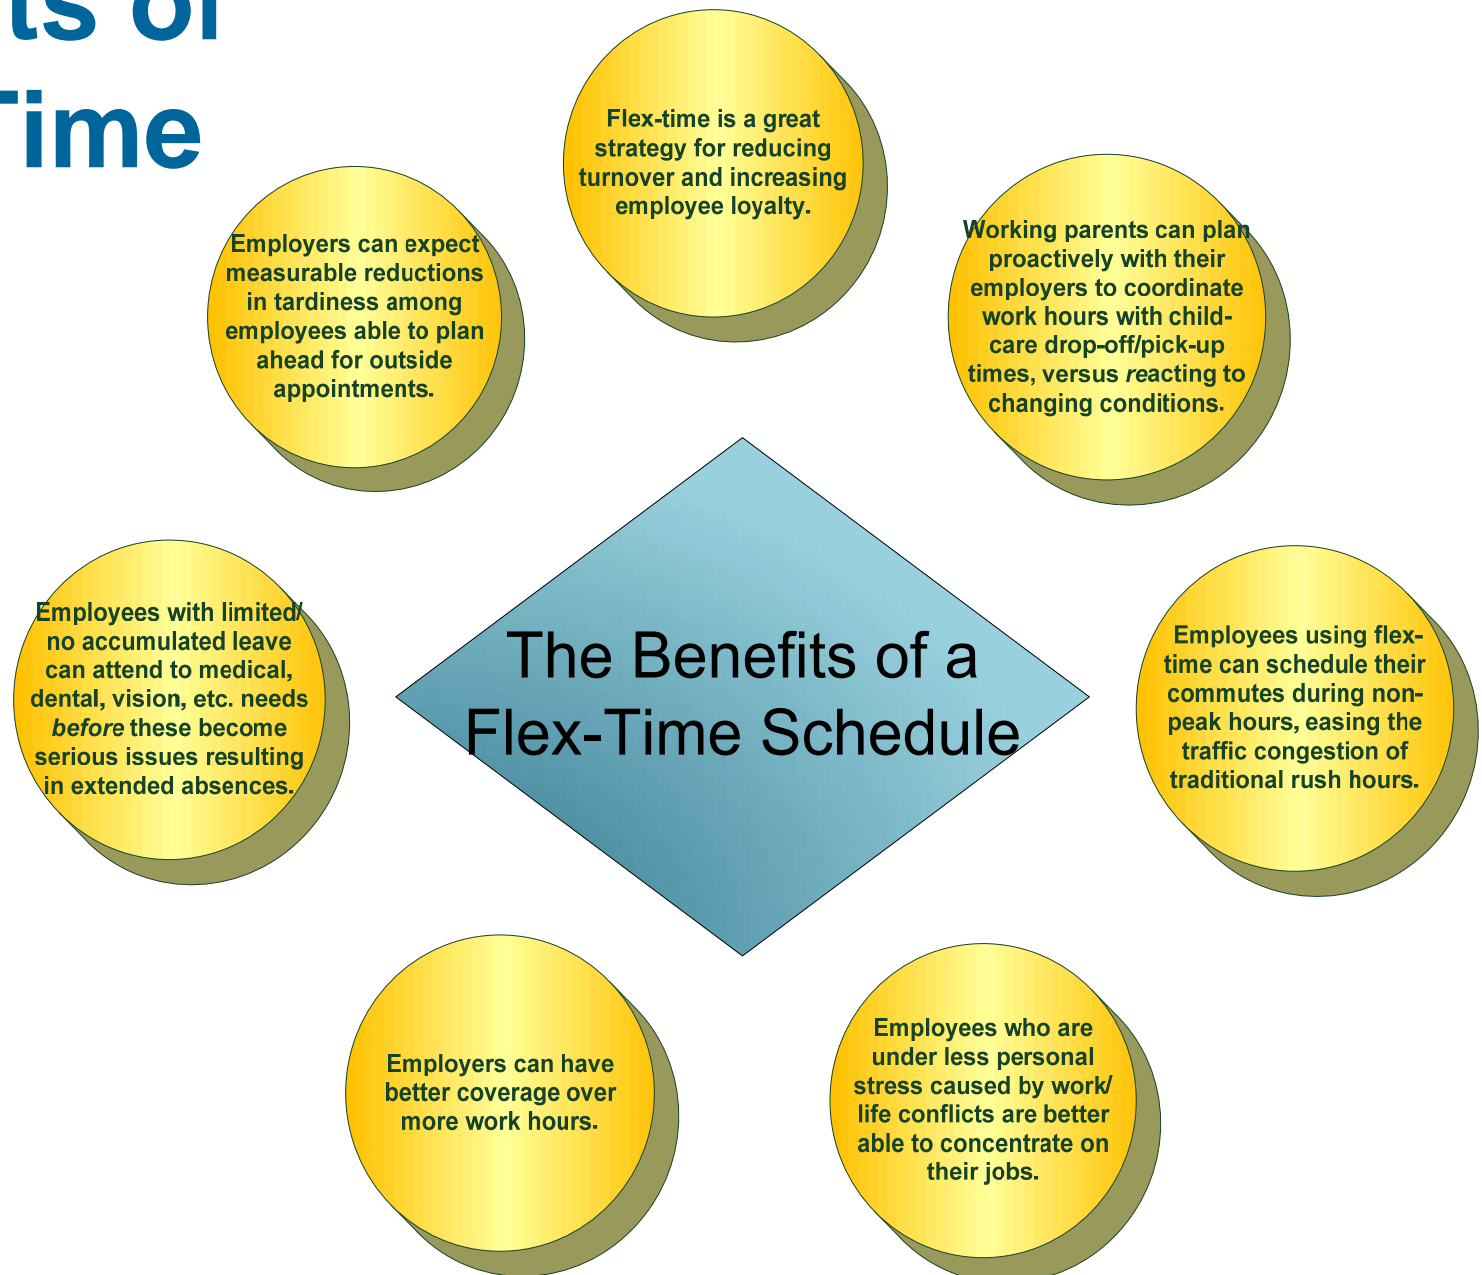 ts of
Time
Flex-time is a great
strategy for reducing
turnover and increasing
employee loyalty.
Working parents can plan
proactively with their
employers to coordinate
work hours with child-
care drop-off/pick-up
times, versus reacting to
changing conditions.
Employees using flex-
time can schedule their
commutes during non-
peak hours, easing the
traffic congestion of
traditional rush hours.
Employees who are
under less personal
stress caused by work/
life conflicts are better
able to concentrate on
their jobs.
Employers can have
better coverage over
more work hours.
Employees with limited/
no accumulated leave
can attend to medical,
dental, vision, etc. needs
before these become
serious issues resulting
in extended absences.
Employers can expect
measurable reductions
in tardiness among
employees able to plan
ahead for outside
appointments.
The Benefits of a
Flex-Time Schedule